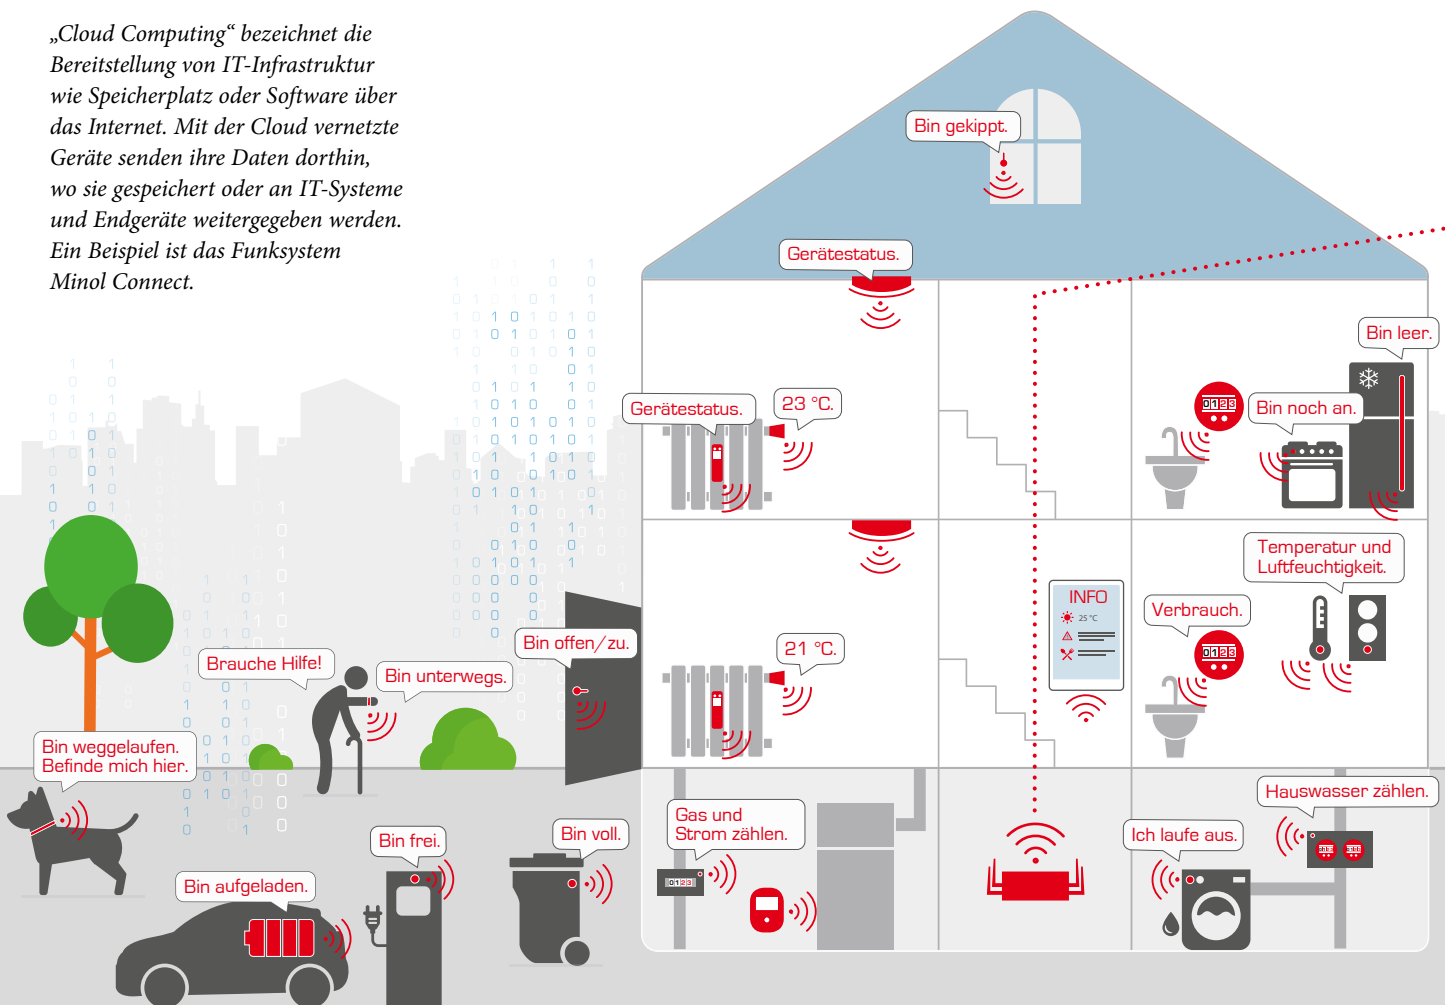 „Cloud Computing“ bezeichnet die
Bereitstellung von IT-Infrastruktur
wie Speicherplatz oder Software über
das Internet. Mit der Cloud vernetzte
Geräte senden ihre Daten dorthin,
wo sie gespeichert oder an IT-Systeme
und Endgeräte weitergegeben werden.
Ein Beispiel ist das Funksystem
Minol Connect.
Bin gekippt.
Gerätestatus.
Bin leer.
Gerätestatus.
23 °C.
0123
Bin noch an.
Temperatur und
Luftfeuchtigkeit.
INFO
25 °C
Verbrauch.
0123
Bin offen/zu.
21 °C.
Brauche Hilfe!
Bin unterwegs.
Bin weggelaufen.
Befinde mich hier.
Gas und
Strom zählen.
0123
Hauswasser zählen.
Ich laufe aus.
Bin frei.
Bin voll.
Bin aufgeladen.